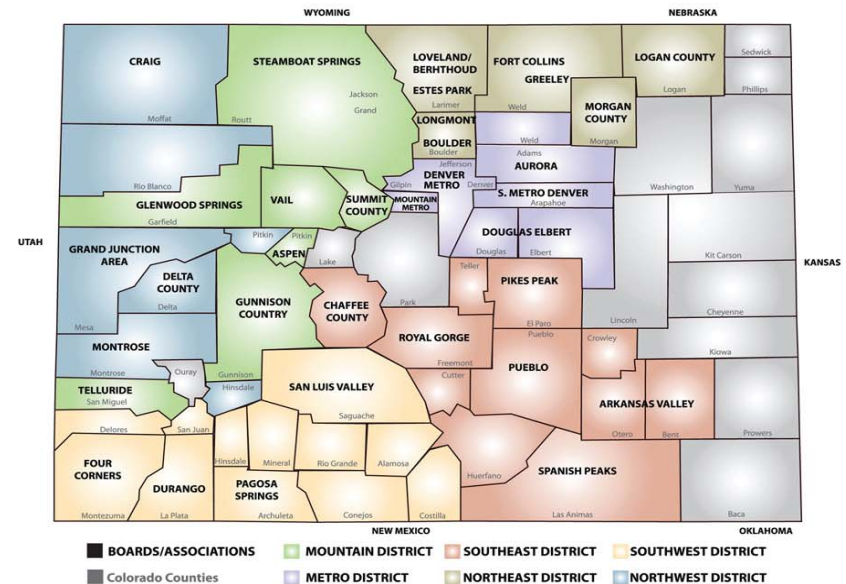 WYOMING
NEBRASKA
CRAIG
STEAMBOAT SPRINGS
LOVELAND/
BERHTHOUD
FORT COLLINS
LOGAN COUNTY
Sedwick
GREELEY
ESTES PARK
Jackson
Logan
Phillips
Larimer
Weld
Grand
MORGAN
COUNTY
Moffat
Routt
LONGMONT
BOULDER
Boulder
Weld
Morgan
Adams
Jefferson
AURORA
DENVER
METRO
Rio Blanco
Gilpin
Denver
Washington
Yuma
GLENWOOD SPRINGS
VAIL
SUMMIT
COUNTY
MOUNTAIN
METRO
S. METRO DENVER
Arapahoe
Garfield
UTAH
GRAND JUNCTION
AREA
Pitkin
Pitkin
ASPEN
Lake
DOUGLAS ELBERT
Douglas
Elbert
Kit Carson
KANSAS
DELTA
COUNTY
Delta
Teller
PIKES PEAK
GUNNISON
COUNTRY
CHAFFEE
COUNTY
Park
Lincoln
Cheyenne
Mesa
El Paro
Pueblo
MONTROSE
ROYAL GORGE
PUEBLO
Crowley
Kiowa
Montrose
Ouray
Gunnison
Fremont
TELLURIDE
San Miguel
Hinsdale
SAN LUIS VALLEY
Saguache
Cutter
ARKANSAS VALLEY
Otero
Bent
Prowers
Delores
San Juan
FOUR
CORNERS
Hinsdale
Mineral
Rio Grande
Alamosa
Huerfano
SPANISH PEAKS
DURANGO
PAGOSA
SPRINGS
Montezuma
La Plata
Archuleta
Conejos
Costilla
Las Animas
Baca
NEW MEXICO
OKLAHOMA
BOARDS/ASSOCIATIONS
MOUNTAIN DISTRICT
SOUTHEAST DISTRICT
SOUTHWEST DISTRICT
Colorado Counties
METRO DISTRICT
NORTHEAST DISTRICT
NORTHWEST DISTRICT